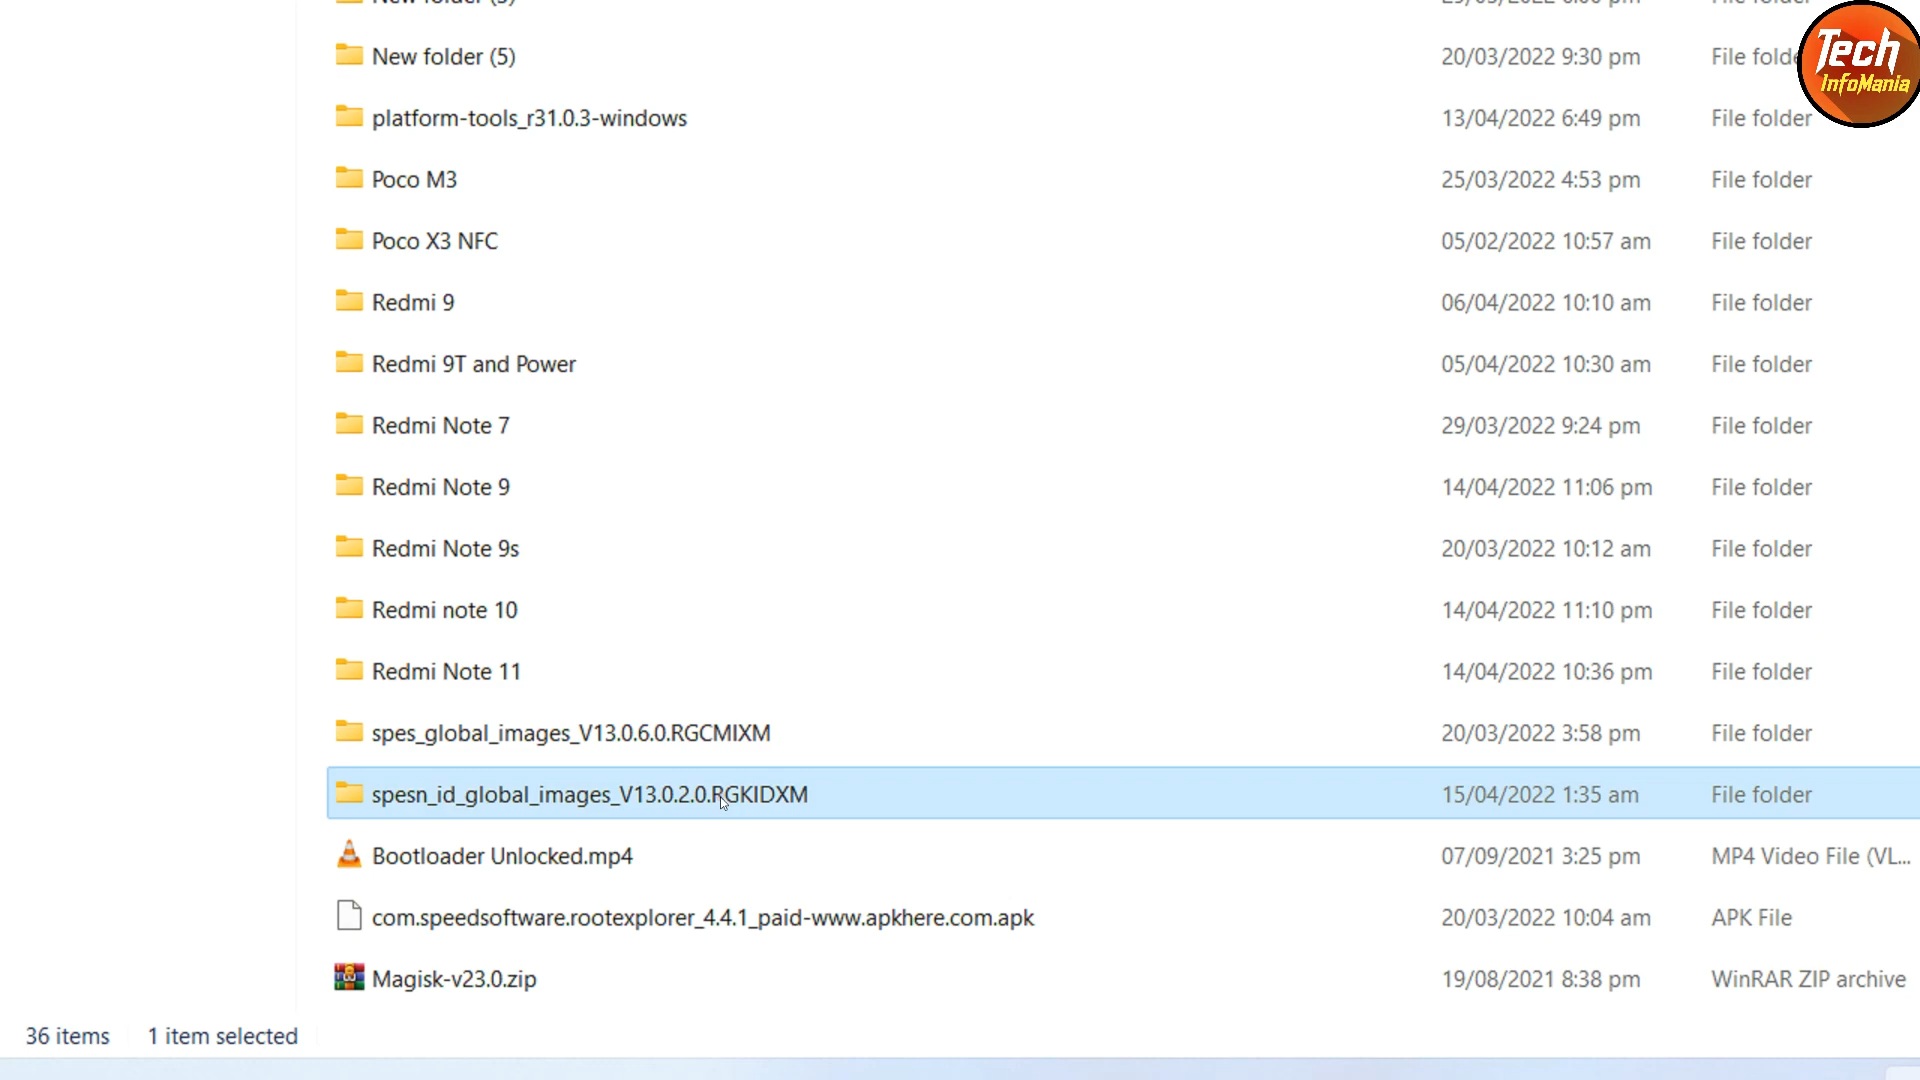 New folder (5) 20/03/2022 9:30 pm File folde
platform-tools_r31.0.3-windows 13/04/2022 6:49 pm File folder
Poco M3 25/03/2022 4:53 pm File folder
Poco X3 NFC 05/02/2022 10:57 am File folder
Redmi 9 06/04/2022 10:10 am File folder
Redmi 9T and Power 05/04/2022 10:30 am File folder
Redmi Note 7 29/03/2022 9:24 pm File folder
Redmi Note 9 14/04/2022 11:06 pm File folder
Redmi Note 9s 20/03/2022 10:12 am File folder
Redmi note 10 14/04/2022 11:10 pm File folder
Redmi Note 11 14/04/2022 10:36 pm File folder
spes_global_images_V13.0.6.0.RGCMIXM 20/03/2022 3:58 pm File folder
spesn_id_global_images_V13.0.2.0.RGKIDXM 15/04/2022 1:35 am File folder
Bootloader Unlocked.mp4 07/09/2021 3:25 pm MP4 Video File (VL...
com.speedsoftware.rootexplorer_4.4.1_paid-www.apkhere.com.apk 20/03/2022 10:04 am APK File
Magisk-v23.0.zip 19/08/2021 8:38 pm WinRAR ZIP archive
36 items 1 item selected
Tech
InfoMania